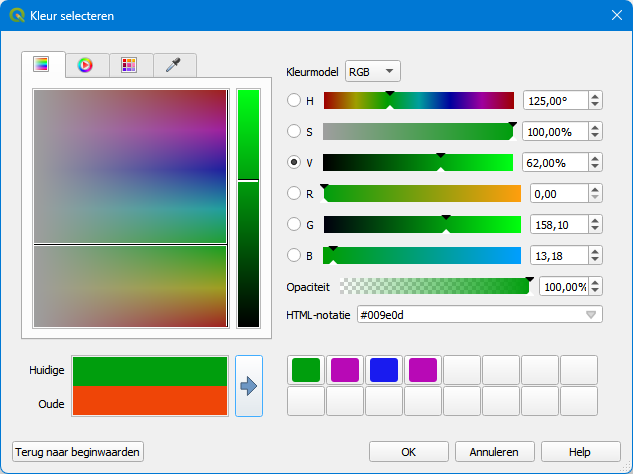 Kleur selecteren
Kleurmodel RGB
H 125,00°
S 100,00%
V 62,00%
R 0,00
G 158,10
B 13,18
Opaciteit 100,00%
HTML-notatie #009e0d
Huidige
Oude
Terug naar beginwaarden OK Annuleren Help